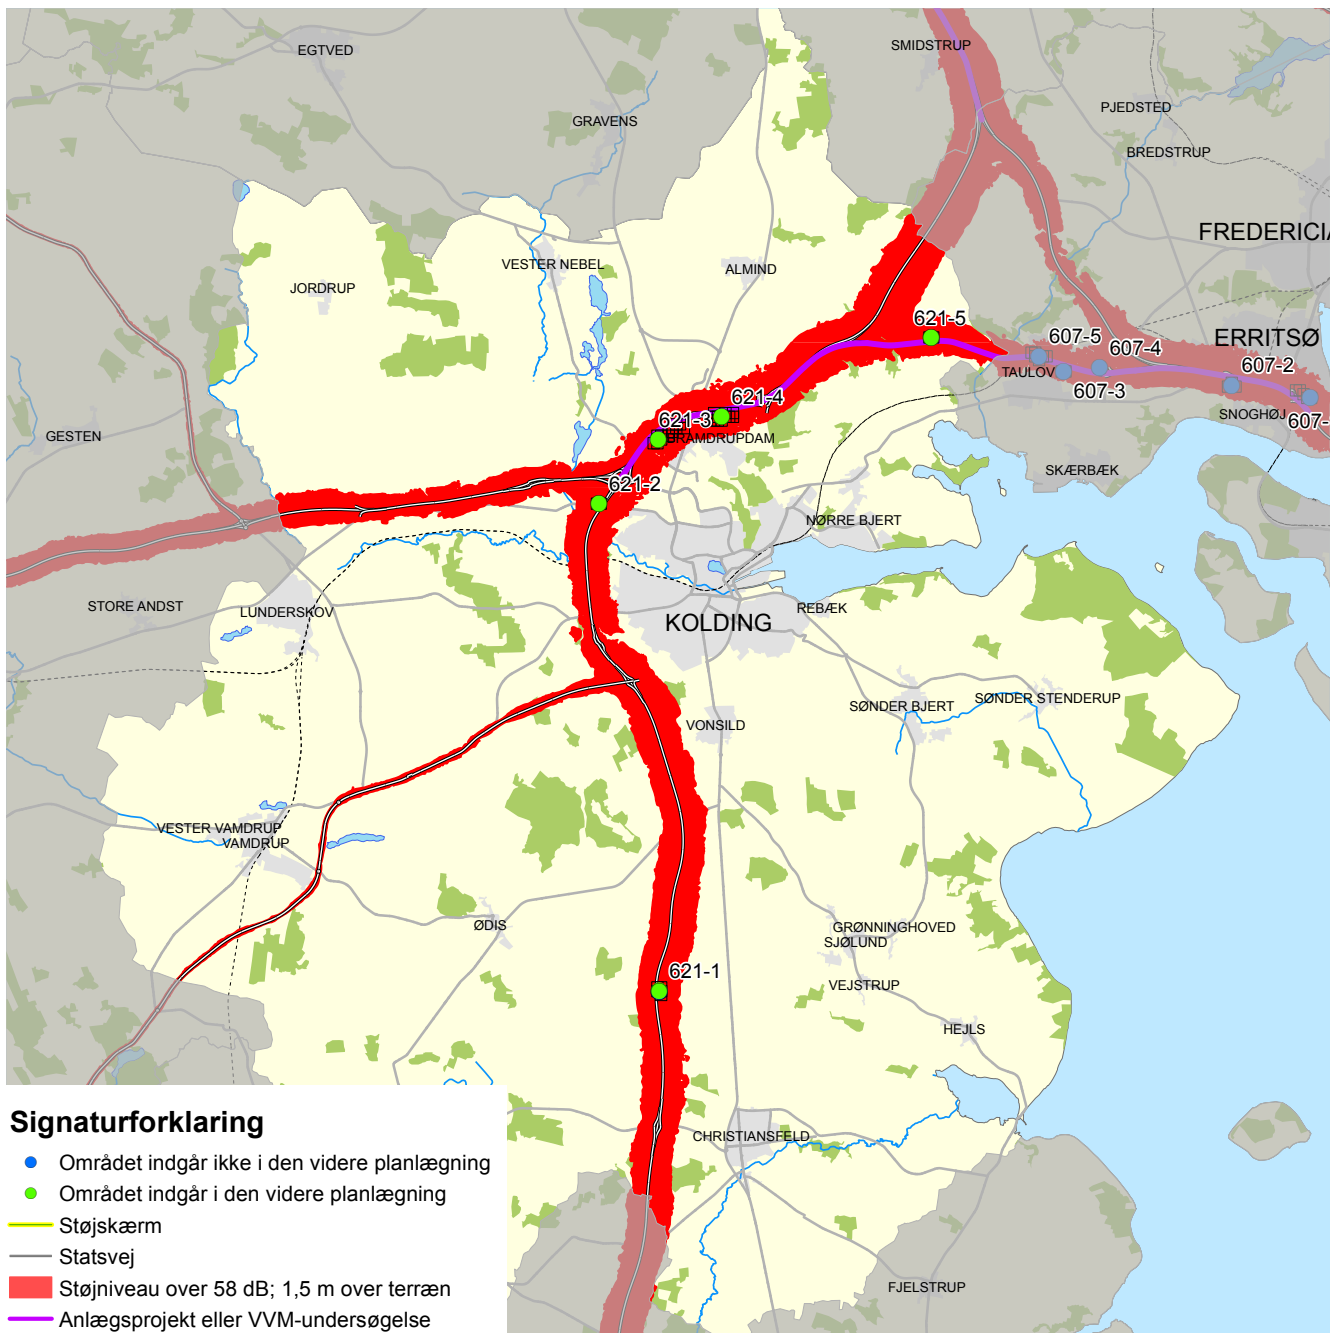 EGTVED
SMIDSTRUP
GRAVENS
PJEDSTED
BREDSTRUP
FREDERICIA
VESTER NEBEL
ALMIND
JORDRUP
621-5
607-5
607-4
ERRITSØ
607-2
TAULOV
607-3
SNOGHØJ
607-
621-4
621-3
BRAMDRUPDAM
GESTEN
SKÆRBÆK
621-2
NØRRE BJERT
STORE ANDST
LUNDERSKOV
REBÆK
KOLDING
SØNDER STENDERUP
SØNDER BJERT
VONSILD
VESTER VAMDRUP
VAMDRUP
ØDIS
GRØNNINGHOVED
SJØLUND
621-1
VEJSTRUP
HEJLS
CHRISTIANSFELD
FJELSTRUP
Signaturforklaring
Området indgår ikke i den videre planlægning
Området indgår i den videre planlægning
Støjskærm
Statsvej
Støjniveau over 58 dB; 1,5 m over terræn
Anlægsprojekt eller VVM-undersøgelse